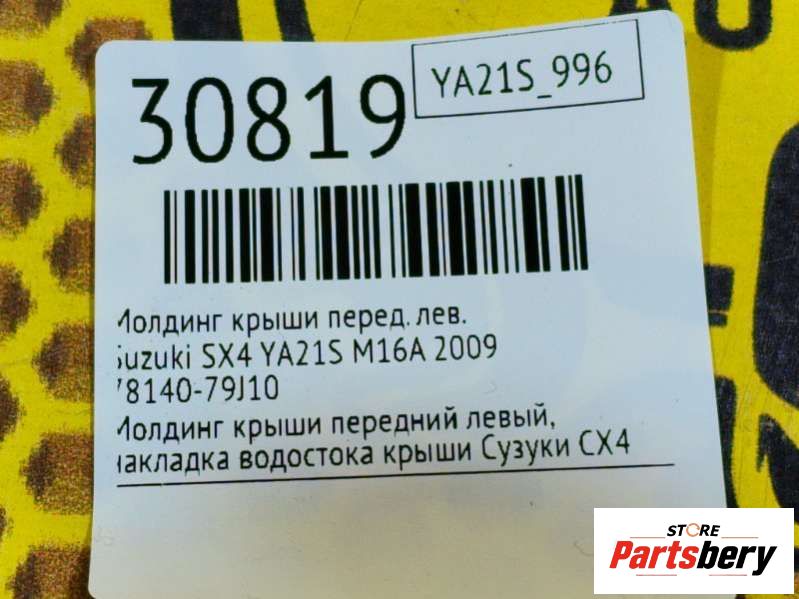 30819
YA21S_996
Молдинг крыши перед. лев.
Suzuki SX4 YA21S M16A 2009
78140-79J10
Молдинг крыши передний левый,
накладка водостока крыши Сузуки СХ4
STORE
Partsbery